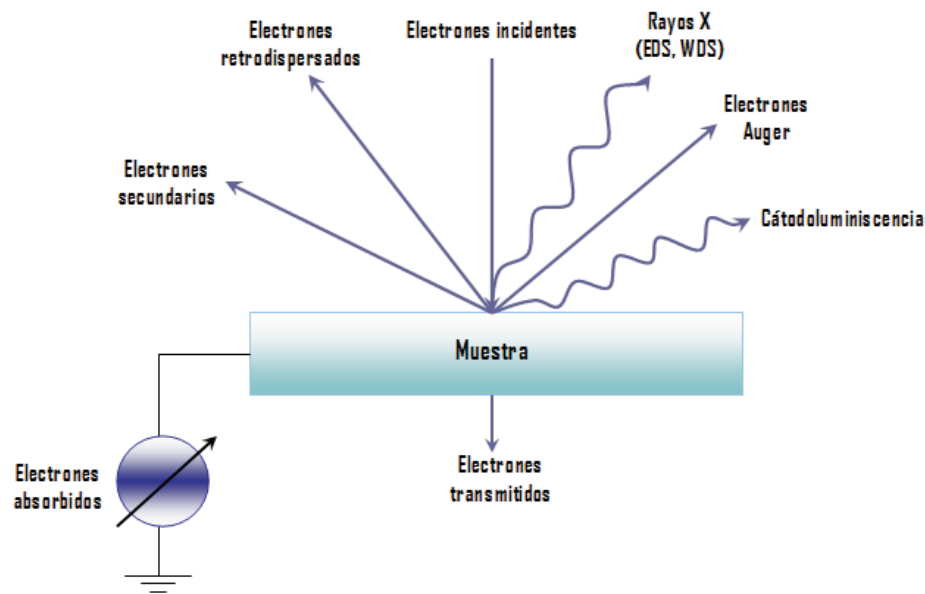 Electrones
retrodispersados
Electrones incidentes
Rayos X
(EDS, WDS)
Electrones
Auger
Electrones
secundarios
Cátodoluminiscencia
Muestra
Electrones
absorbidos
Electrones
transmitidos